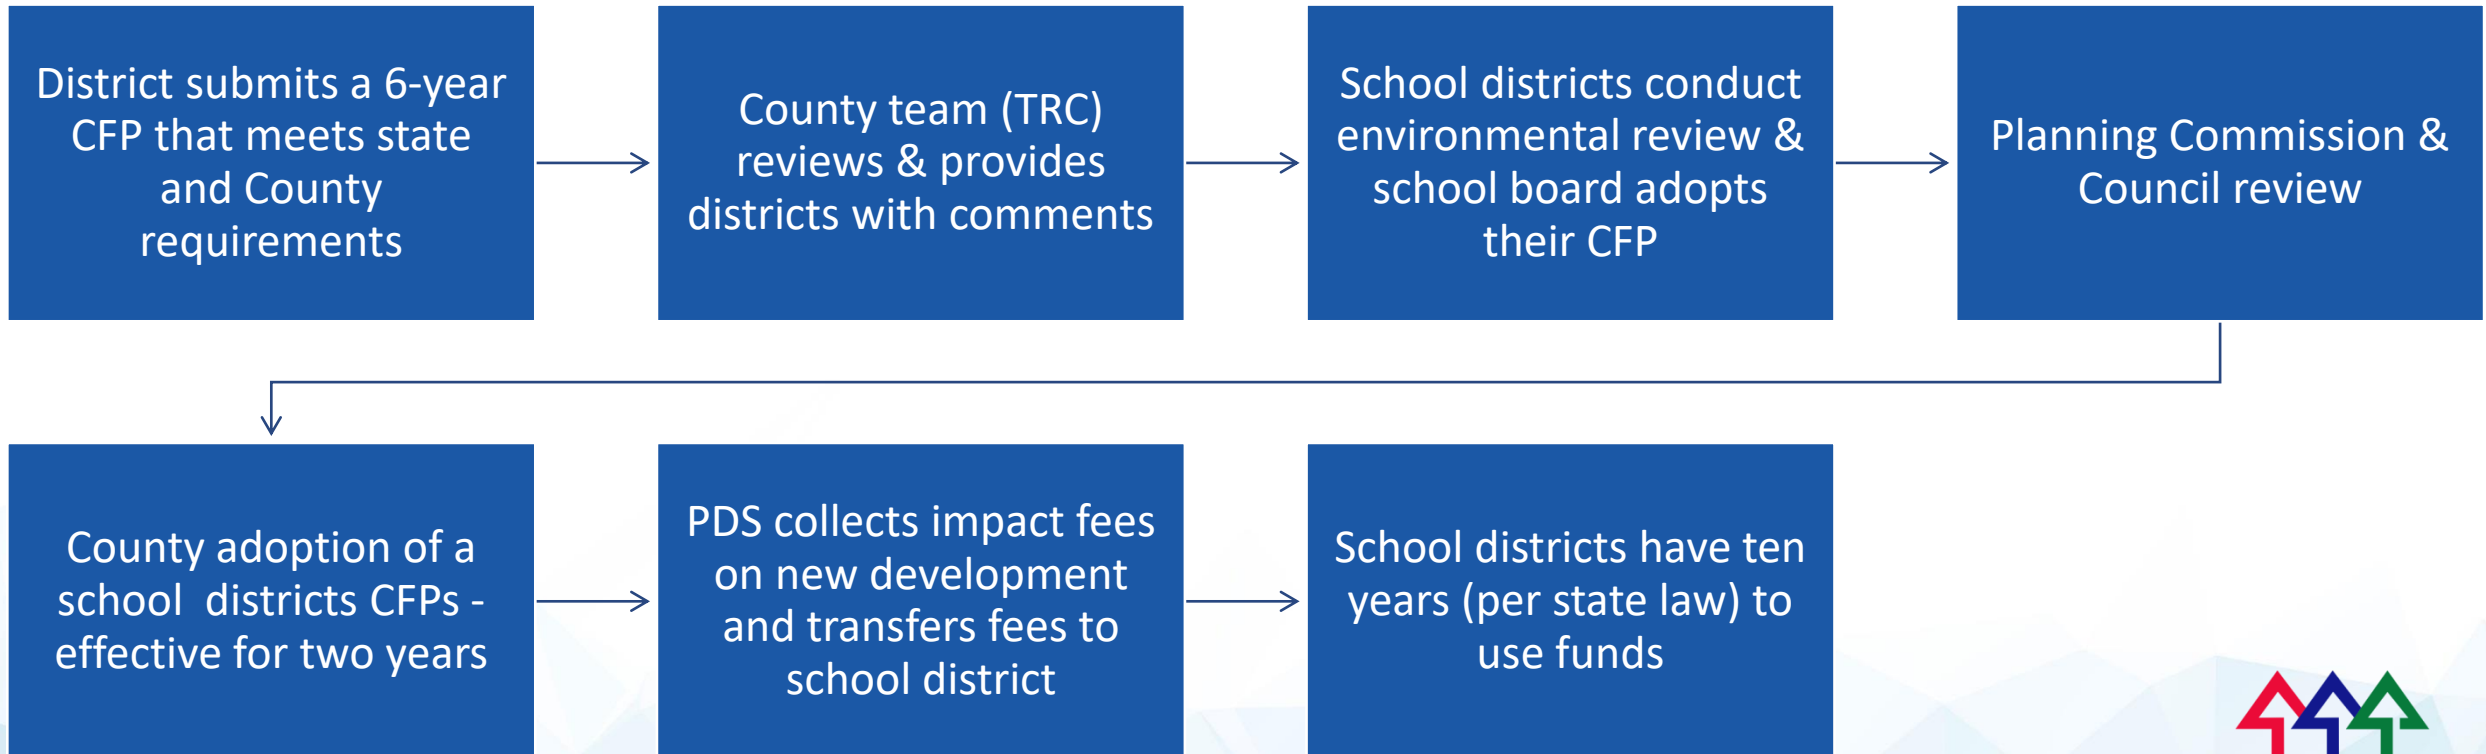 District submits a 6-year
CFP that meets state
and County
requirements
County team (TRC)
reviews & provides
districts with comments
School districts conduct
environmental review &
school board adopts
their CFP
Planning Commission &
Council review
County adoption of a
school  districts CFPs -
effective for two years
PDS collects impact fees
on new development
and transfers fees to
school district
School districts have ten
years (per state law) to
use funds